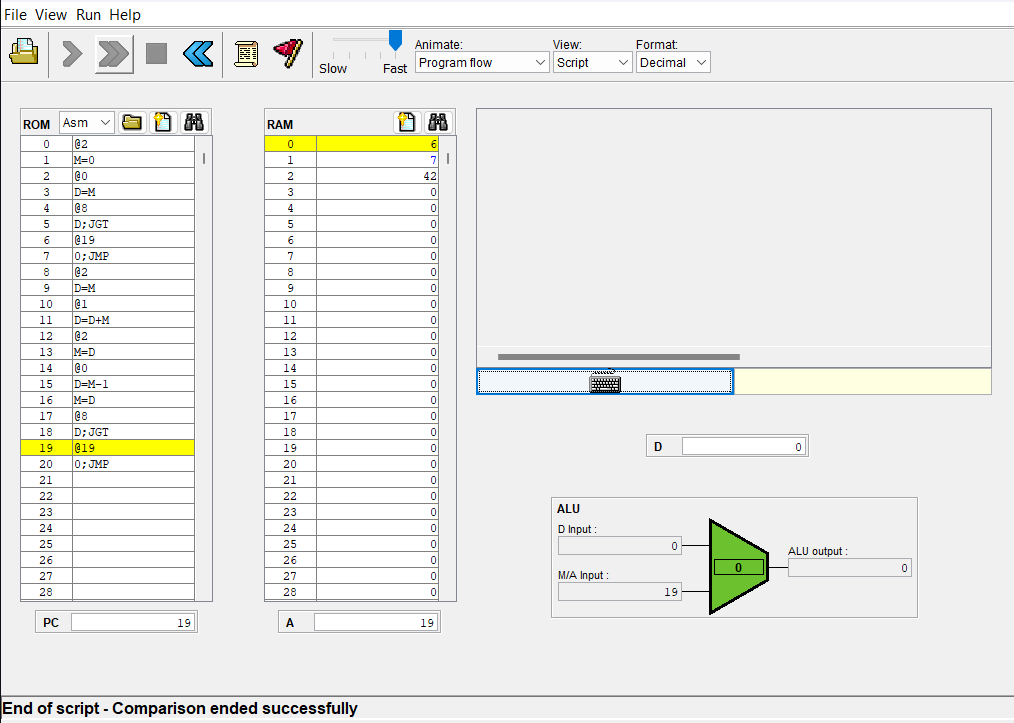 File View Run Help
Slow
Fast
Animate:
Program flow
View:
Script
Format:
Decimal
ROM Asm
0 @2
1 M=0
2 @0
3 D=M
4 @8
5 D;JGT
6 @19
7 0;JMP
8 @2
9 D=M
10 @1
11 D=D+M
12 @2
13 M=D
14 @0
15 D=M-1
16 M=D
17 @8
18 D;JGT
19 @19
20 0;JMP
21
22
23
24
25
26
27
28
PC 19
RAM
0 6
1 7
2 42
3 0
4 0
5 0
6 0
7 0
8 0
9 0
10 0
11 0
12 0
13 0
14 0
15 0
16 0
17 0
18 0
19 0
20 0
21 0
22 0
23 0
24 0
25 0
26 0
27 0
28 0
A 19
D 0
ALU
D Input :
0
M/A Input :
19
0
ALU output :
0
End of script - Comparison ended successfully